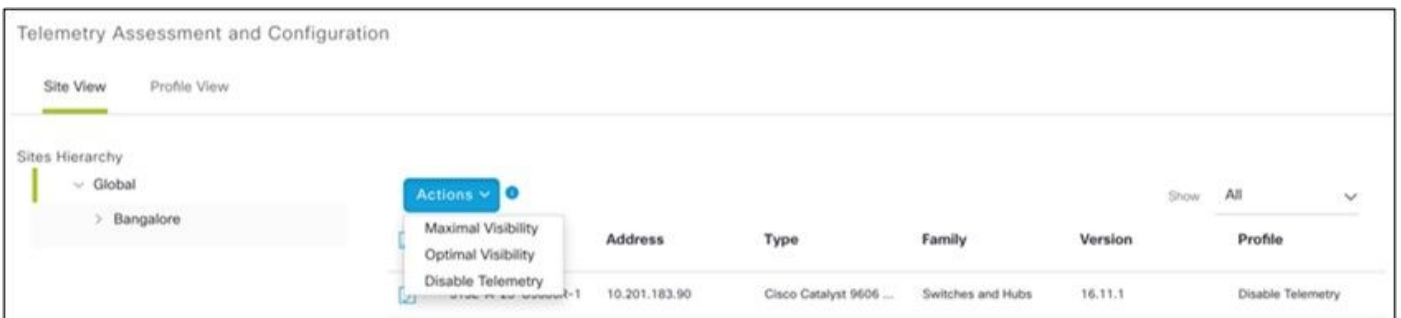 Telemetry Assessment and Configuration
Site View Profile View
Sites Hierarchy
Global
Bangalore
Actions
Show All
Maximal Visibility
Optimal Visibility
Disable Telemetry
Address Type Family Version Profile
10.201.183.90 Cisco Catalyst 9606 ... Switches and Hubs 16.11.1 Disable Telemetry